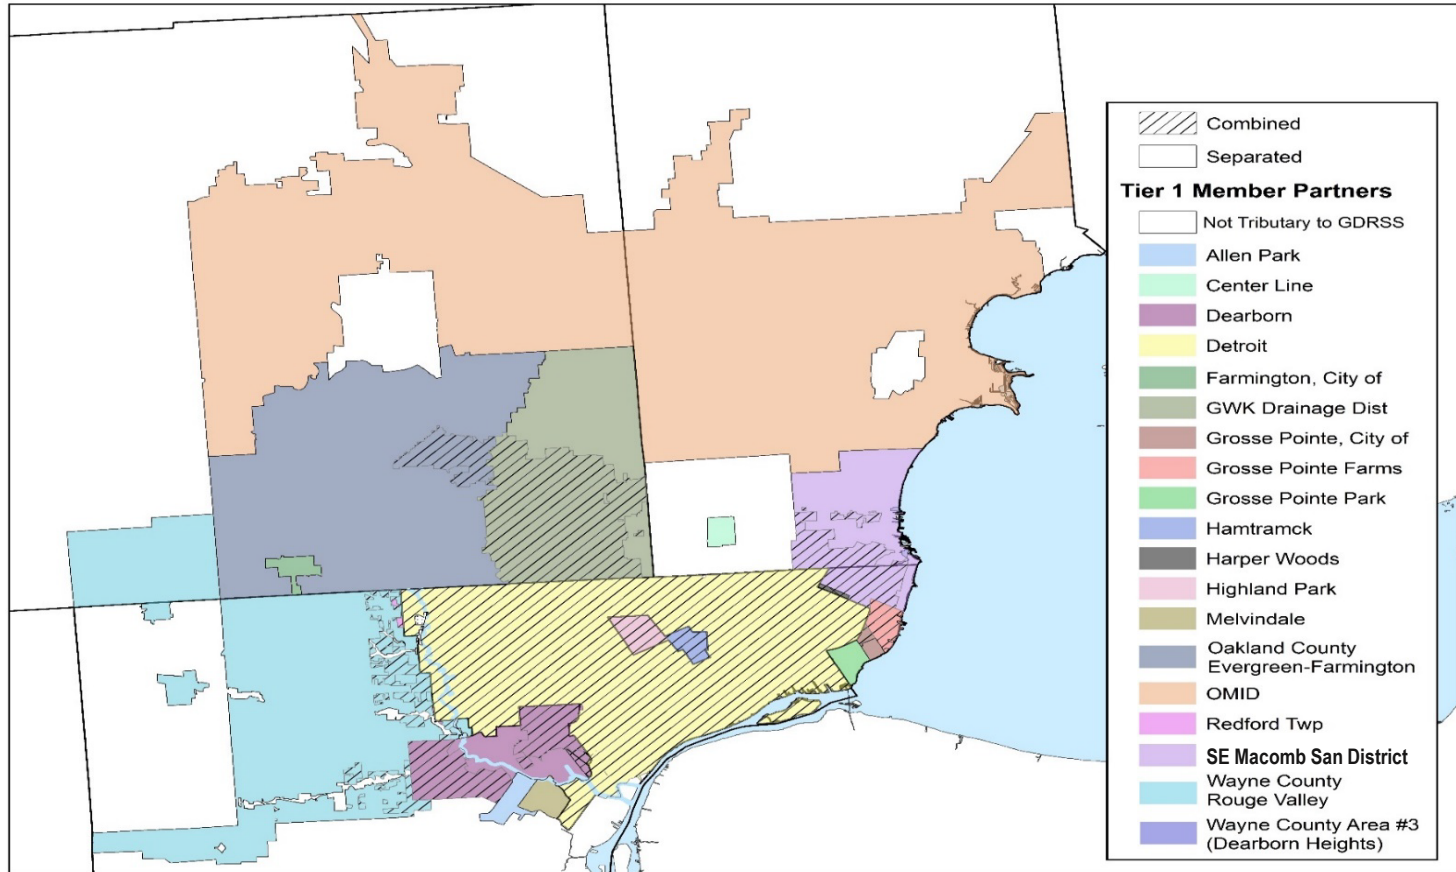 Combined
Separated
Tier 1 Member Partners
Not Tributary to GDRSS
Allen Park
Center Line
Dearborn
Detroit
Farmington, City of
GWK Drainage Dist
Grosse Pointe, City of
Grosse Pointe Farms
Grosse Pointe Park
Hamtramck
Harper Woods
Highland Park
Melvindale
Oakland County
Evergreen-Farmington
OMID
Redford Twp
SE Macomb San District
Wayne County
Rouge Valley
Wayne County Area #3
(Dearborn Heights)